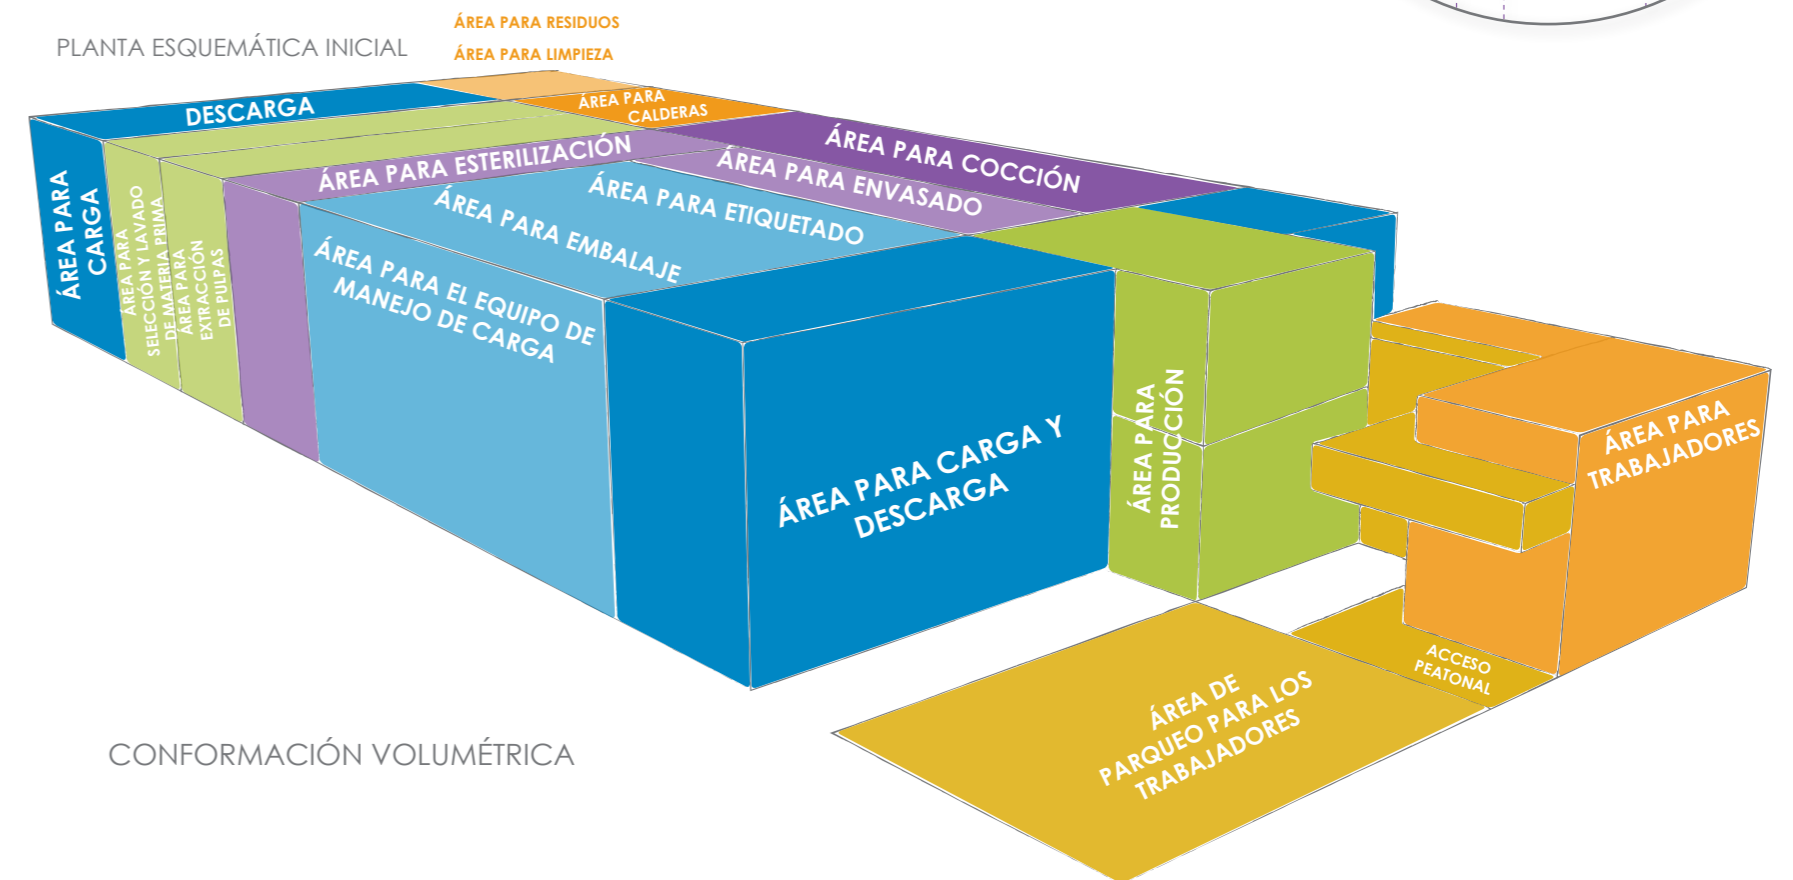 ÁREA PARA RESIDUOS
PLANTA ESQUEMÁTICA INICIAL
ÁREA PARA LIMPIEZA
DESCARGA
ÁREA PARA
CALDERAS
ÁREA PARA COCCIÓN
ÁREA PARA ESTERILIZACIÓN
ÁREA PARA ENVASADO
ÁREA PARA ETIQUETADO
ÁREA PARA EMBALAJE
ÁREA PARA
CARGA
ÁREA PARA
SELECCIÓN Y LAVADO
DE MATERIA PRIMA
ÁREA PARA
EXTRACCIÓN
DE PULPAS
ÁREA PARA EL EQUIPO DE
MANEJO DE CARGA
ÁREA PARA CARGA Y
DESCARGA
ÁREA PARA
PRODUCCIÓN
ÁREA PARA
TRABAJADORES
ACCESO
PEATONAL
ÁREA DE
PARQUEO PARA LOS
TRABAJADORES
CONFORMACIÓN VOLUMÉTRICA